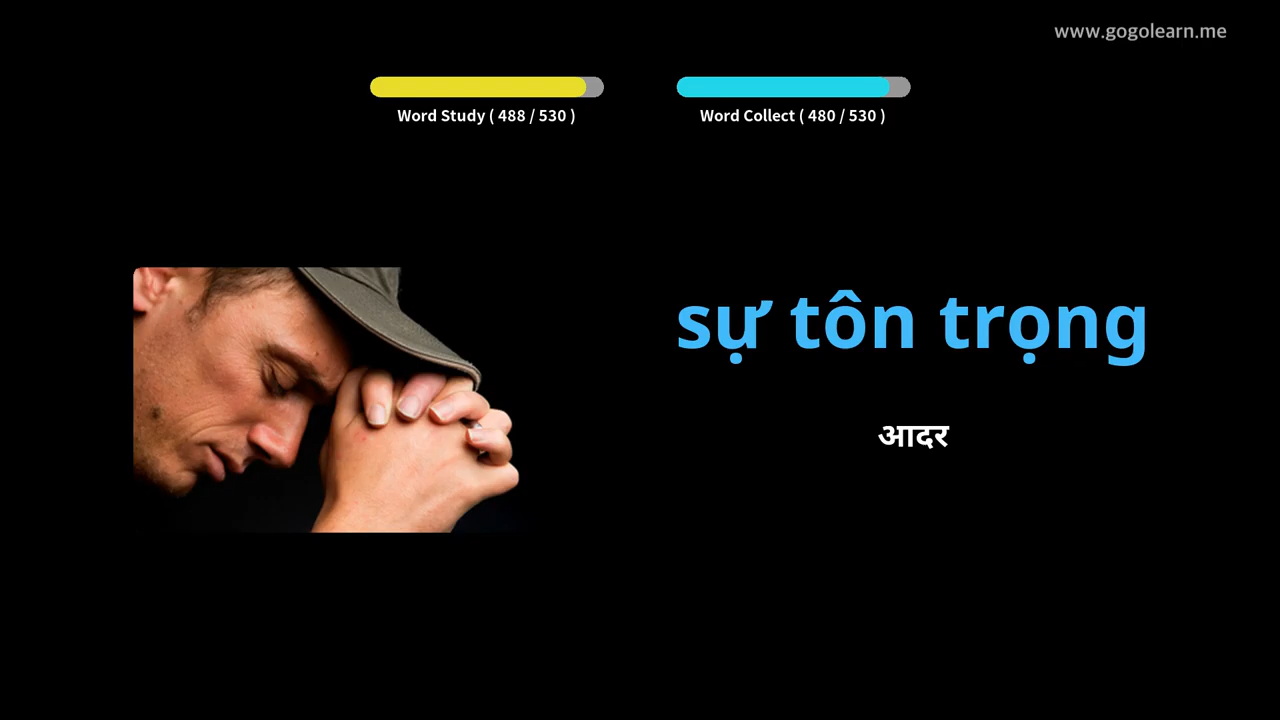 www.gogolearn.me
Word Study ( 488 / 530 )
Word Collect ( 480 / 530 )
sự tôn trọng
आदर